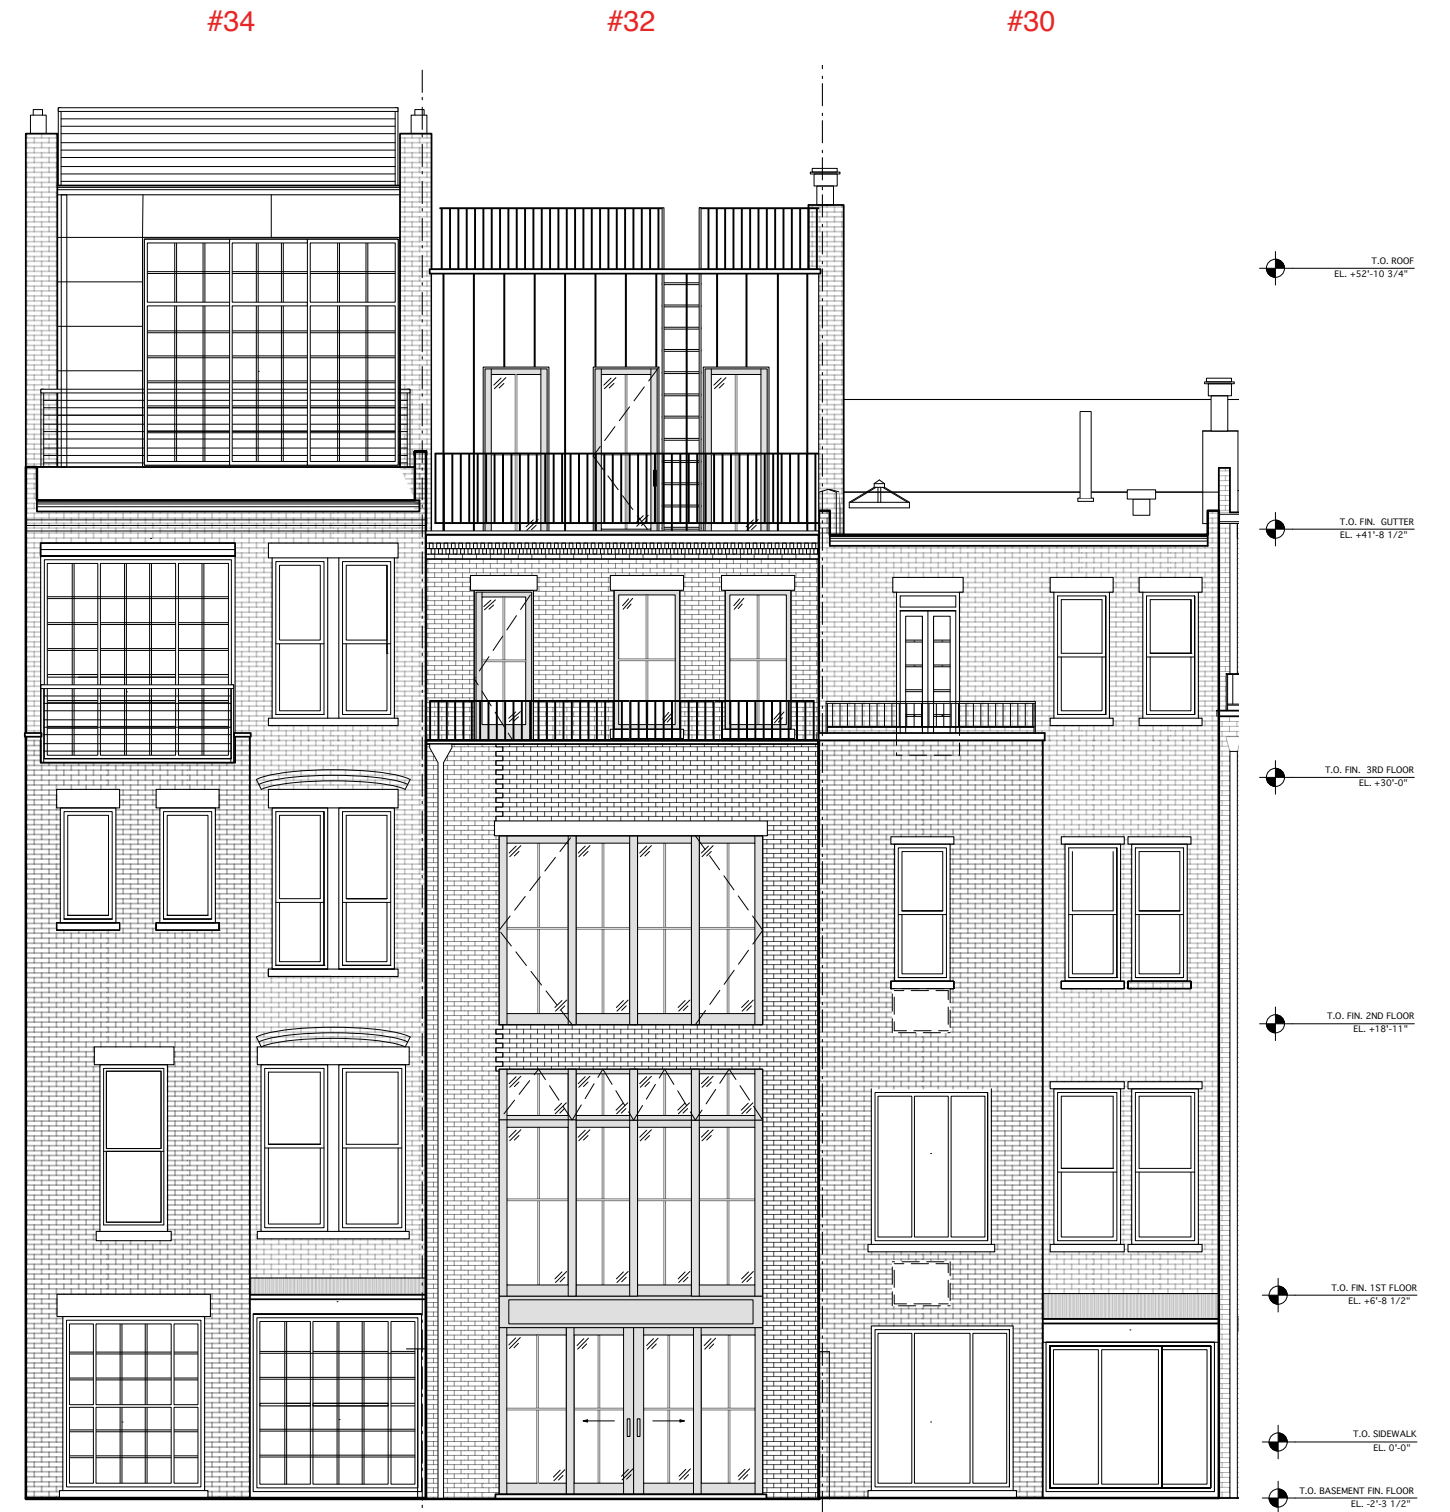 #34
#32
#30
T.O. ROOF
EL. +52'-10 3/4"
T.O. FIN. GUTTER
EL. +41'-8 1/2"
T.O. FIN. 3RD FLOOR
EL. +30'-0"
T.O. FIN. 2ND FLOOR
EL. +18'-11"
T.O. FIN. 1ST FLOOR
EL. +6'-8 1/2"
T.O. SIDEWALK
EL. 0'-0"
T.O. BASEMENT FIN. FLOOR
EL. -2'-3 1/2"